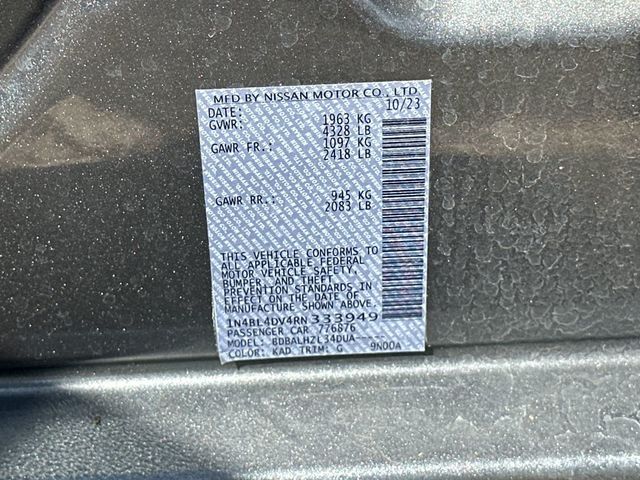 MFD BY NISSAN MOTOR CO., LTD.
DATE: 10/23
GVWR: 1963 KG
4328 LB
GAWR FR.: 1097 KG
2418 LB
GAWR RR.: 945 KG
2083 LB
THIS VEHICLE CONFORMS TO
ALL APPLICABLE FEDERAL
MOTOR VEHICLE SAFETY,
BUMPER, AND THEFT
PREVENTION STANDARDS IN
EFFECT ON THE DATE OF
MANUFACTURE SHOWN ABOVE.
1N4BL4DV4RN333949
PASSENGER CAR 776876
MODEL: BDBALHZL34DUA---
COLOR: KAD TRIM: G 9N00A